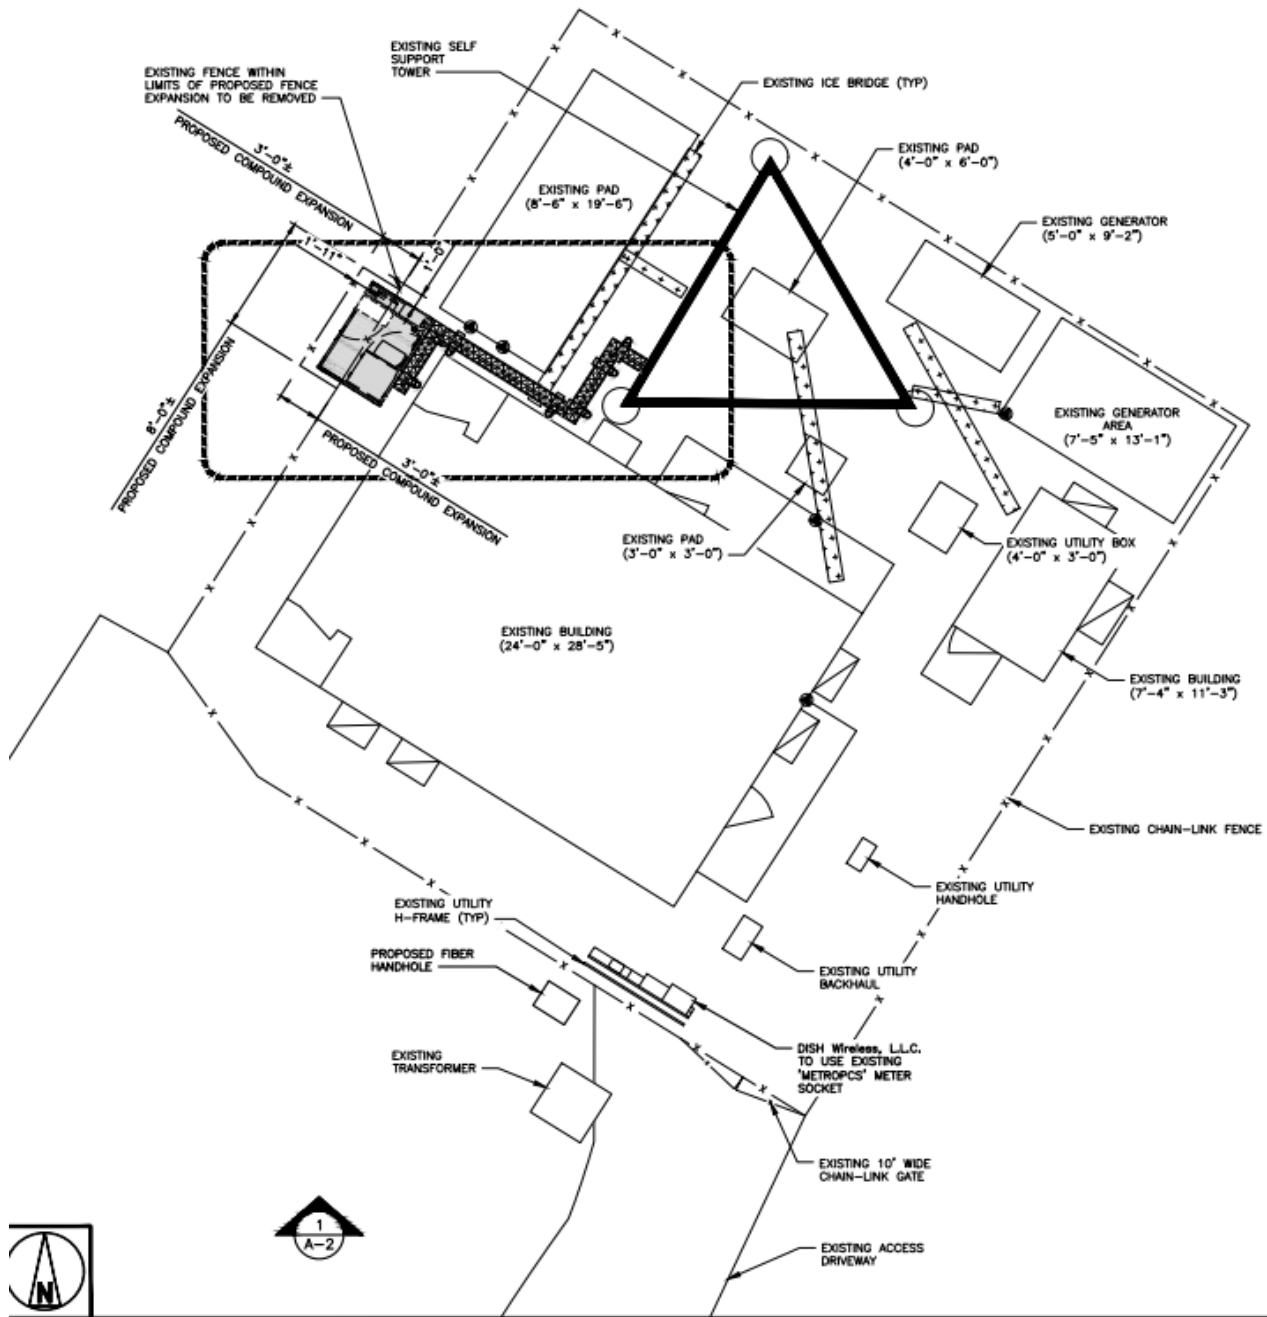 EXISTING SELF
SUPPORT
TOWER
EXISTING FENCE WITHIN
LIMITS OF PROPOSED FENCE
EXPANSION TO BE REMOVED
EXISTING ICE BRIDGE (TYP)
3'-0"±
PROPOSED COMPOUND EXPANSION
EXISTING PAD
(4'-0" x 6'-0")
EXISTING PAD
(8'-6" x 19'-6")
EXISTING GENERATOR
(5'-0" x 9'-2")
1'-11"
8'-0"±
PROPOSED COMPOUND EXPANSION
EXISTING GENERATOR
AREA
(7'-5" x 13'-1")
3'-0"±
PROPOSED COMPOUND EXPANSION
EXISTING PAD
(3'-0" x 3'-0")
EXISTING UTILITY BOX
(4'-0" x 3'-0")
EXISTING BUILDING
(24'-0" x 28'-5")
EXISTING BUILDING
(7'-4" x 11'-3")
EXISTING CHAIN-LINK FENCE
EXISTING UTILITY
HANDHOLE
EXISTING UTILITY
H-FRAME (TYP)
PROPOSED FIBER
HANDHOLE
EXISTING UTILITY
BACKHAUL
EXISTING
TRANSFORMER
DISH Wireless, L.L.C.
TO USE EXISTING
'METROPCS' METER
SOCKET
EXISTING 10' WIDE
CHAIN-LINK GATE
1
A-2
EXISTING ACCESS
DRIVEWAY
N